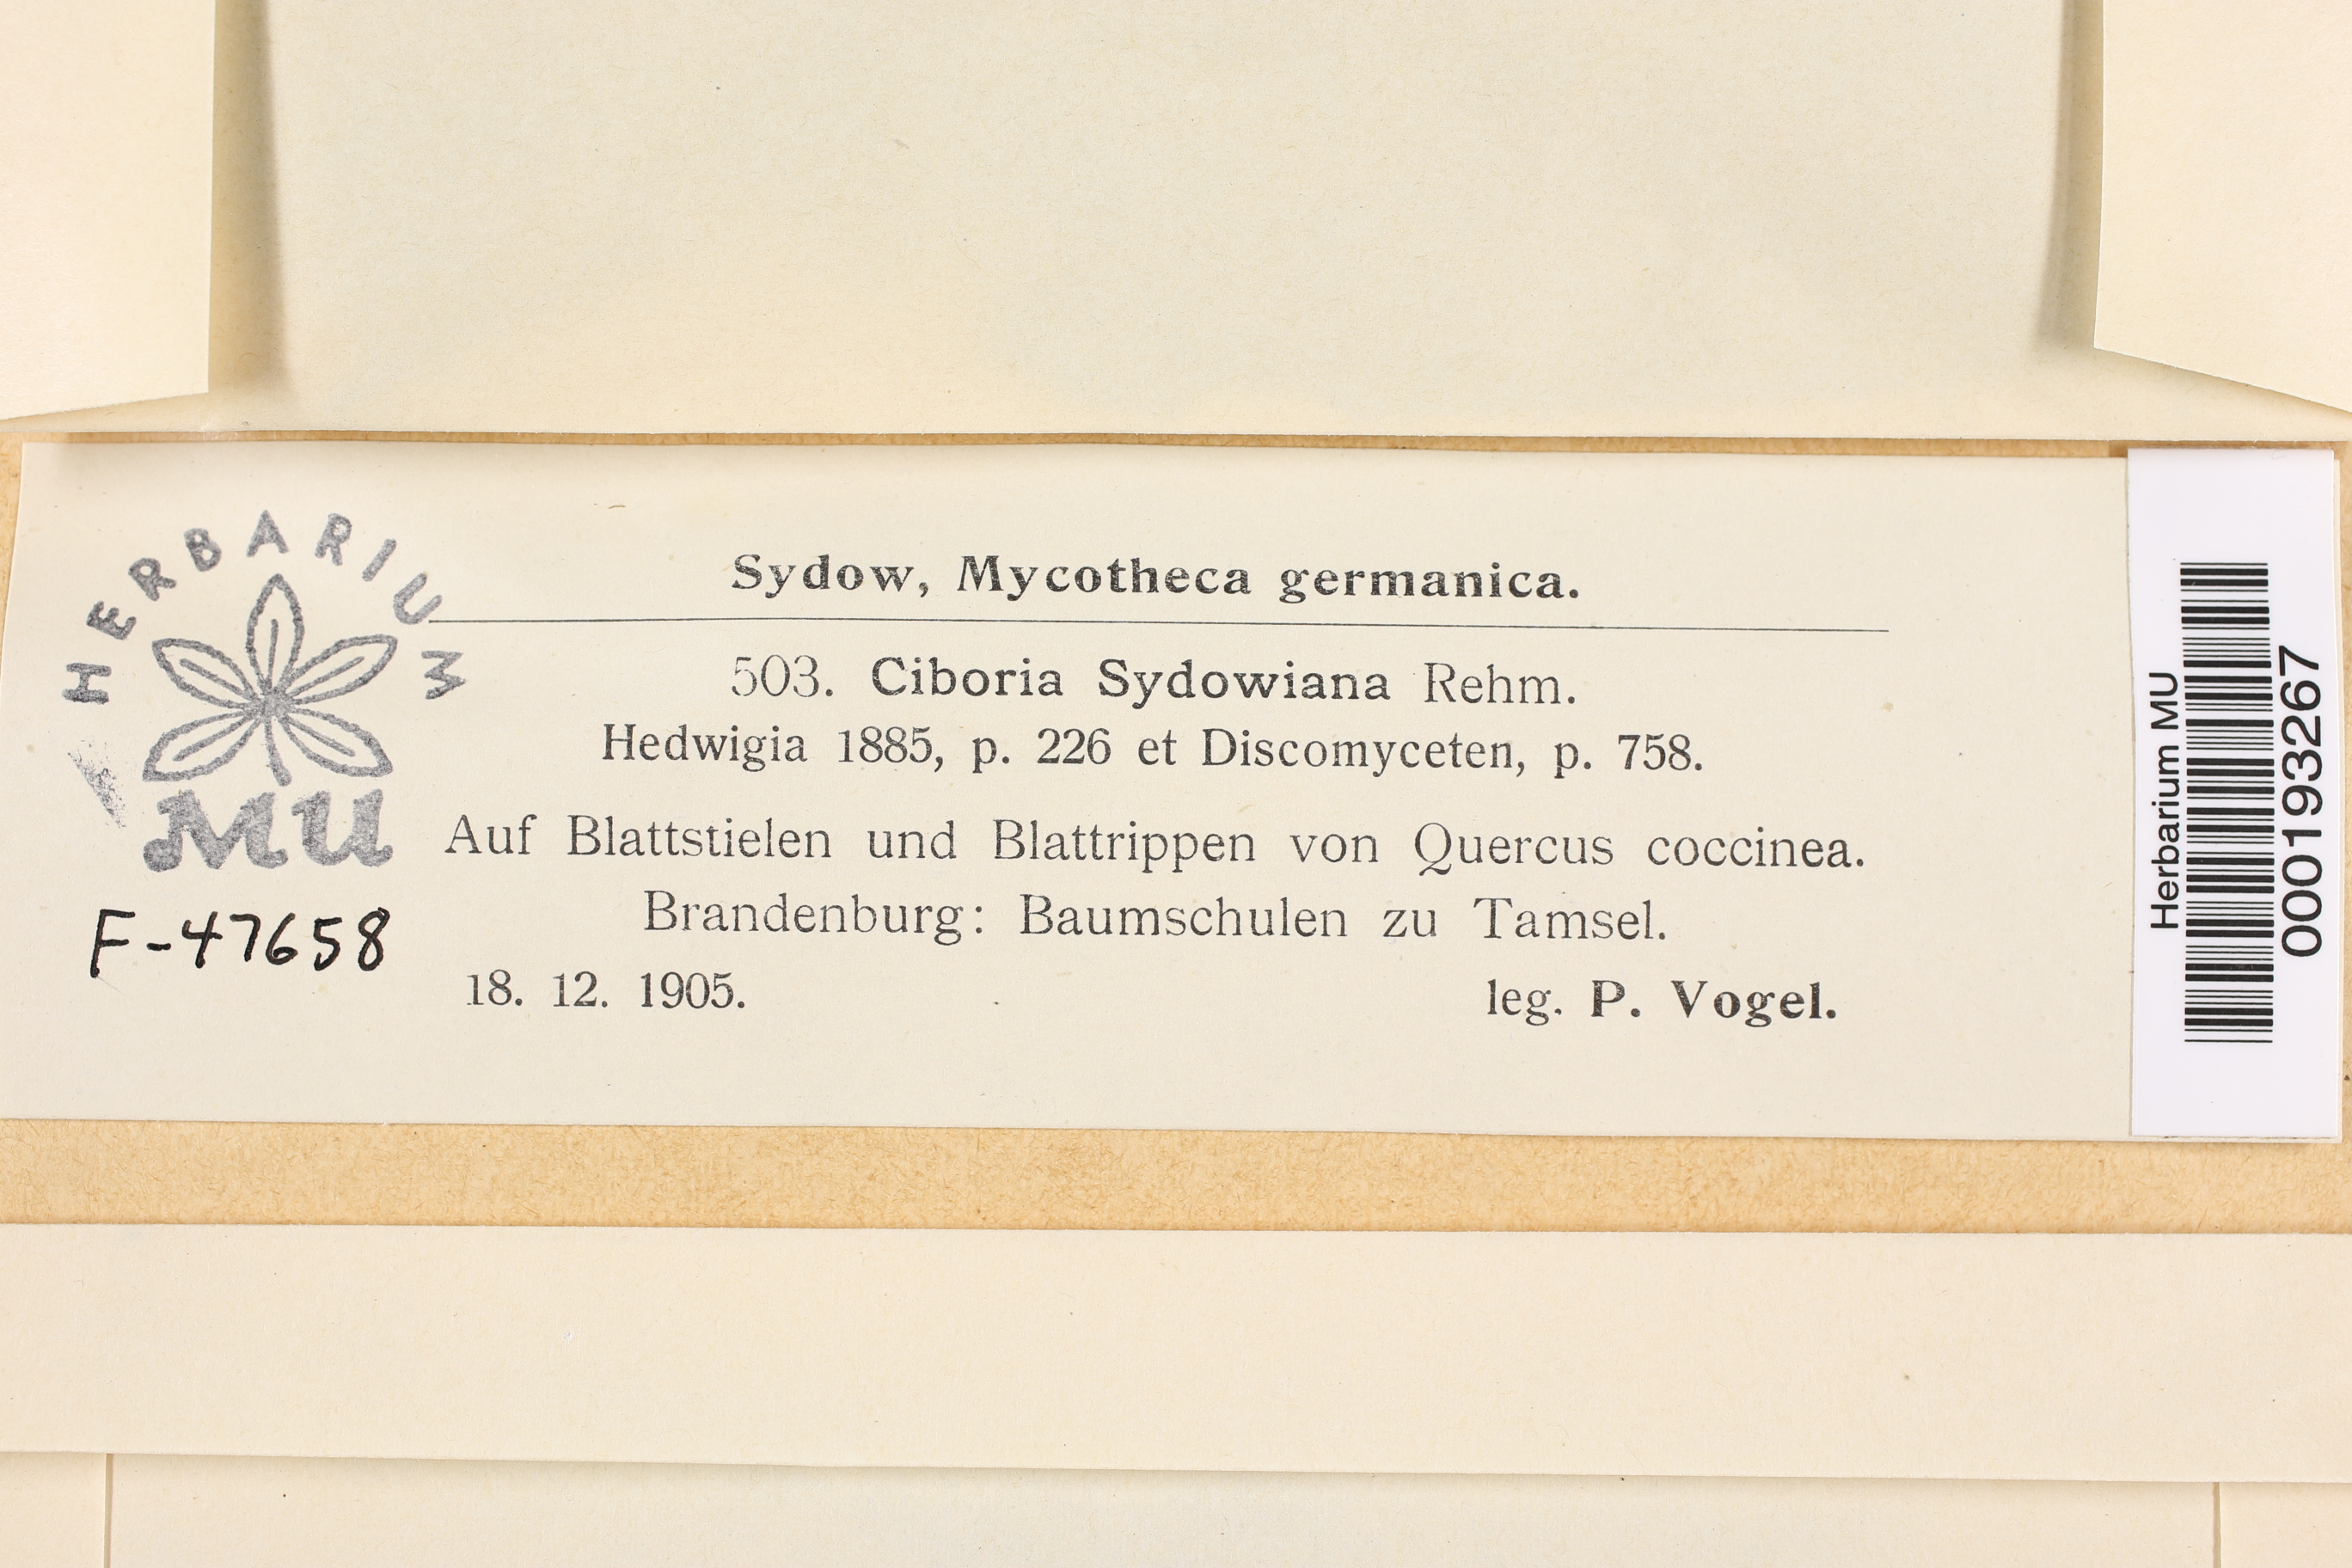 HERBARIUM
MU
F-47658
Sydow, Mycotheca germanica.
503. Ciboria Sydowiana Rehm.
Hedwigia 1885, p. 226 et Discomyceten, p. 758.
Auf Blattstielen und Blattrippen von Quercus coccinea.
Brandenburg: Baumschulen zu Tamsel.
18. 12. 1905. leg. P. Vogel.
Herbarium MU
000193267